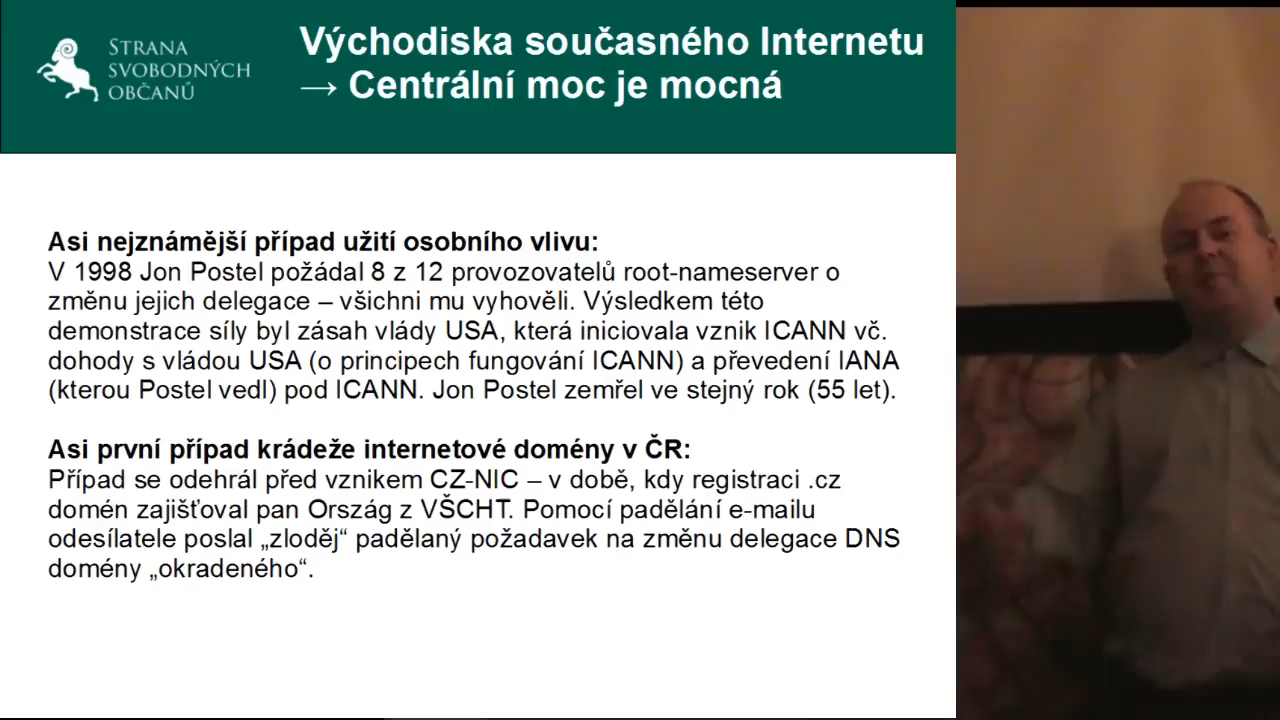 STRANA
SVOBODNÝCH
OBČANŮ
Východiska současného Internetu
→ Centrální moc je mocná
Asi nejznámější případ užití osobního vlivu:
V 1998 Jon Postel požádal 8 z 12 provozovatelů root-nameserver o
změnu jejich delegace – všichni mu vyhověli. Výsledkem této
demonstrace síly byl zásah vlády USA, která iniciovala vznik ICANN vč.
dohody s vládou USA (o principech fungování ICANN) a převedení IANA
(kterou Postel vedl) pod ICANN. Jon Postel zemřel ve stejný rok (55 let).
Asi první případ krádeže internetové domény v ČR:
Případ se odehrál před vznikem CZ-NIC – v době, kdy registraci .cz
domén zajišťoval panOrszág z VŠCHT. Pomocí padělání e-mailu
odesílatele poslal „zloděj“ padělaný požadavek na změnu delegace DNS
domény „okradeného“.